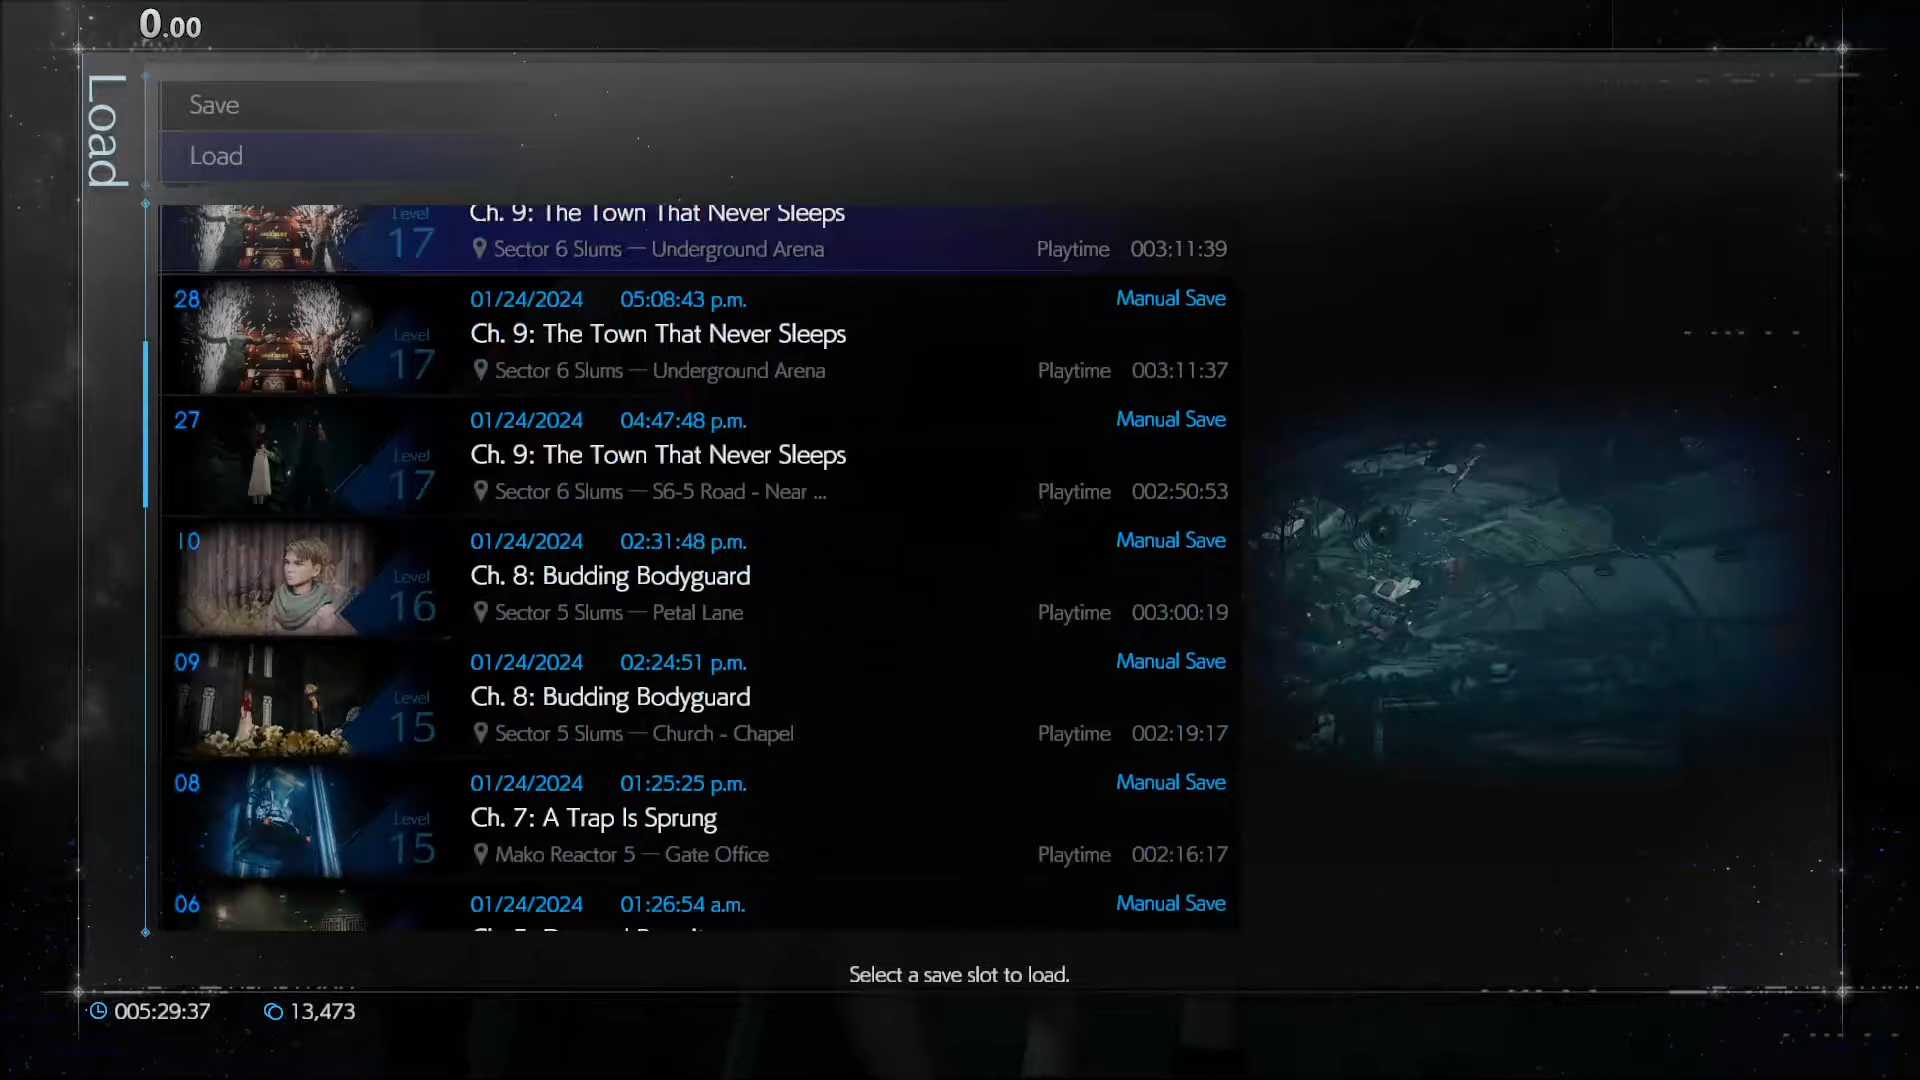 0.00
Load
Save
Load
Level
17
Ch. 9: The Town That Never Sleeps
Sector 6 Slums — Underground Arena
Playtime 003:11:39
28
Level
17
01/24/2024 05:08:43 p.m.
Manual Save
Ch. 9: The Town That Never Sleeps
Sector 6 Slums — Underground Arena
Playtime 003:11:37
27
Level
17
01/24/2024 04:47:48 p.m.
Manual Save
Ch. 9: The Town That Never Sleeps
Sector 6 Slums — S6-5 Road - Near ...
Playtime 002:50:53
10
Level
16
01/24/2024 02:31:48 p.m.
Manual Save
Ch. 8: Budding Bodyguard
Sector 5 Slums — Petal Lane
Playtime 003:00:19
09
Level
15
01/24/2024 02:24:51 p.m.
Manual Save
Ch. 8: Budding Bodyguard
Sector 5 Slums — Church - Chapel
Playtime 002:19:17
08
Level
15
01/24/2024 01:25:25 p.m.
Manual Save
Ch. 7: A Trap Is Sprung
Mako Reactor 5 — Gate Office
Playtime 002:16:17
06
01/24/2024 01:26:54 a.m.
Manual Save
Select a save slot to load.
005:29:37 13,473